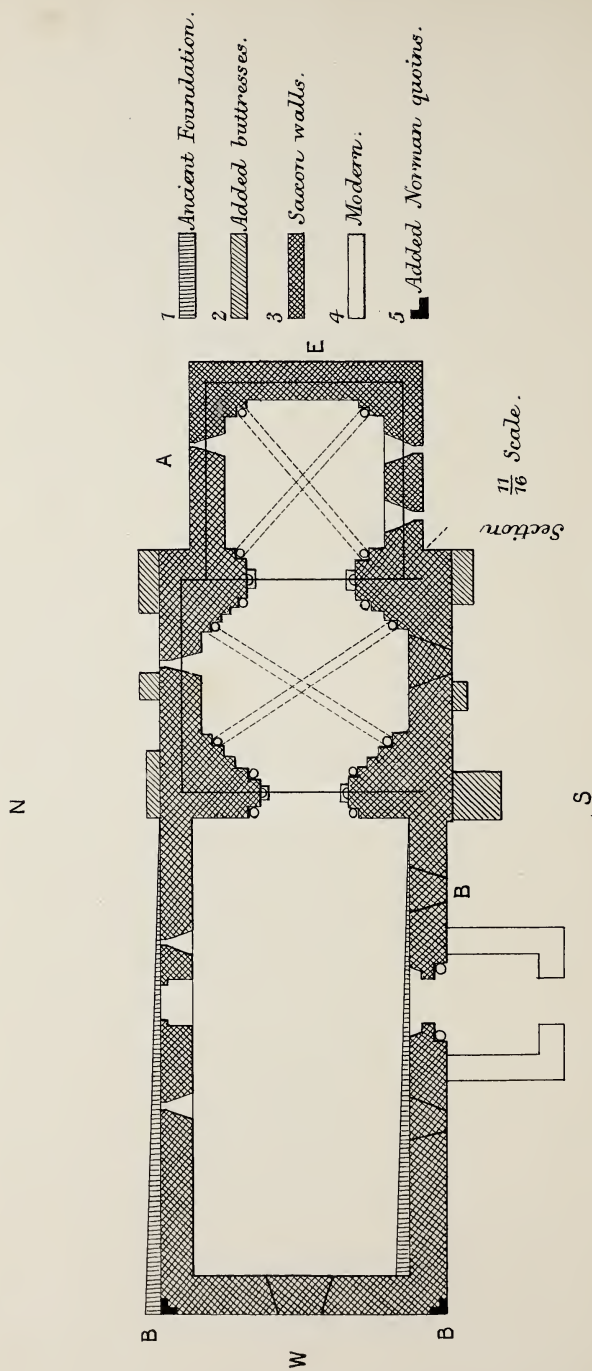 N
1 Ancient Foundation.
2 Added buttresses.
3 Saxon walls.
4 Modern.
5 Added Norman quoins.
A
E
Section
11/16 Scale.
B
B
B
W
S